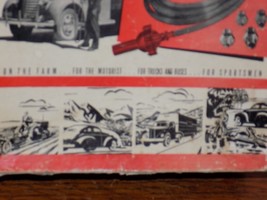 ON THE FARM FOR THE MOTORIST FOR TRUCKS AND BUSES FOR SPORTSMEN